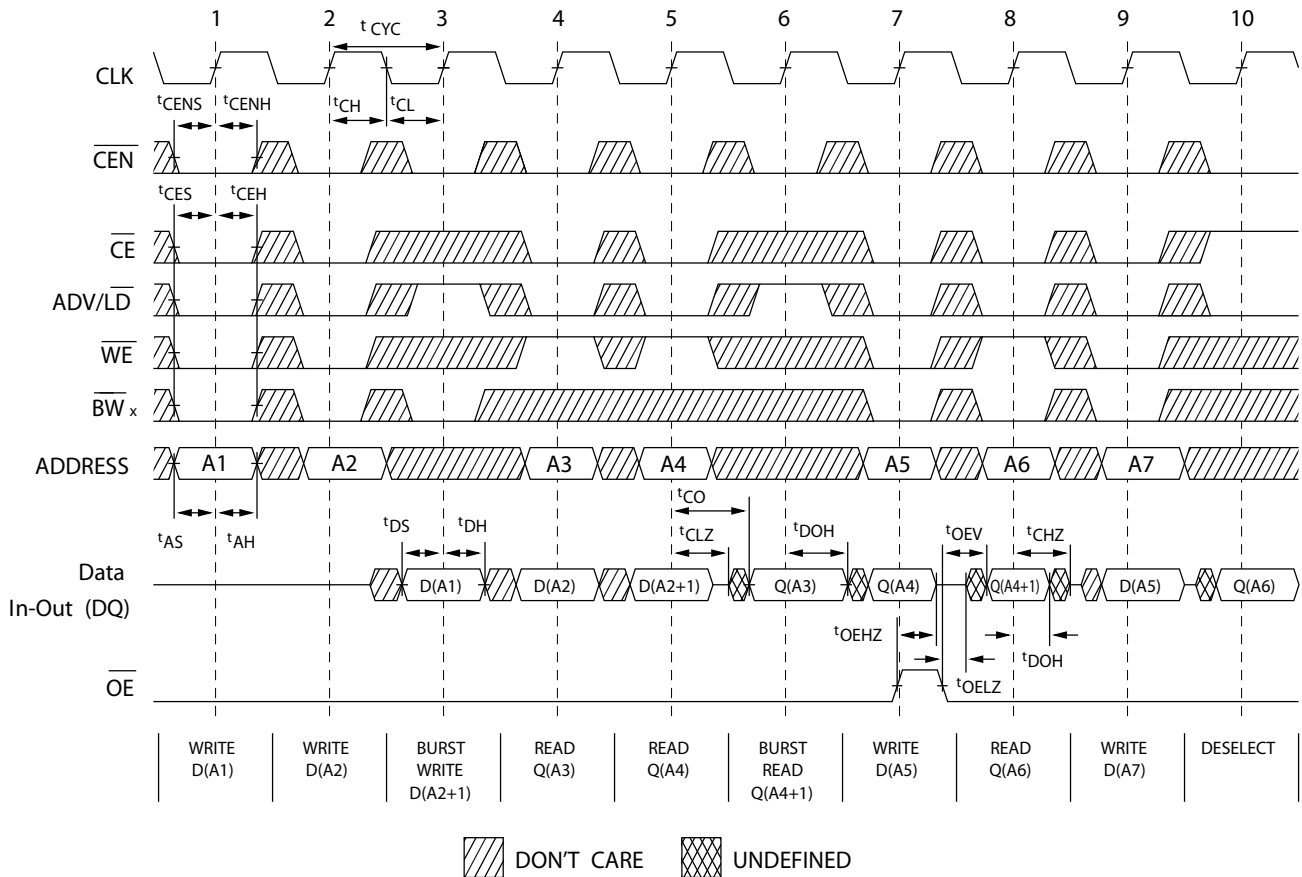 1 2 3 4 5 6 7 8 9 10
t CYC
CLK
tCENS tCENH tCH tCL
CEN
tCES tCEH
CE
ADV/LD
WE
BW x
ADDRESS A1 A2 A3 A4 A5 A6 A7
tCO
tAS tAH tDS tDH tCLZ tDOH tOEV tCHZ
Data
In-Out (DQ)
D(A1) D(A2) D(A2+1) Q(A3) Q(A4) Q(A4+1) D(A5) Q(A6)
tOEHZ tDOH
tOELZ
OE
WRITE
D(A1)
WRITE
D(A2)
BURST
WRITE
D(A2+1)
READ
Q(A3)
READ
Q(A4)
BURST
READ
Q(A4+1)
WRITE
D(A5)
READ
Q(A6)
WRITE
D(A7)
DESELECT
DON'T CARE UNDEFINED